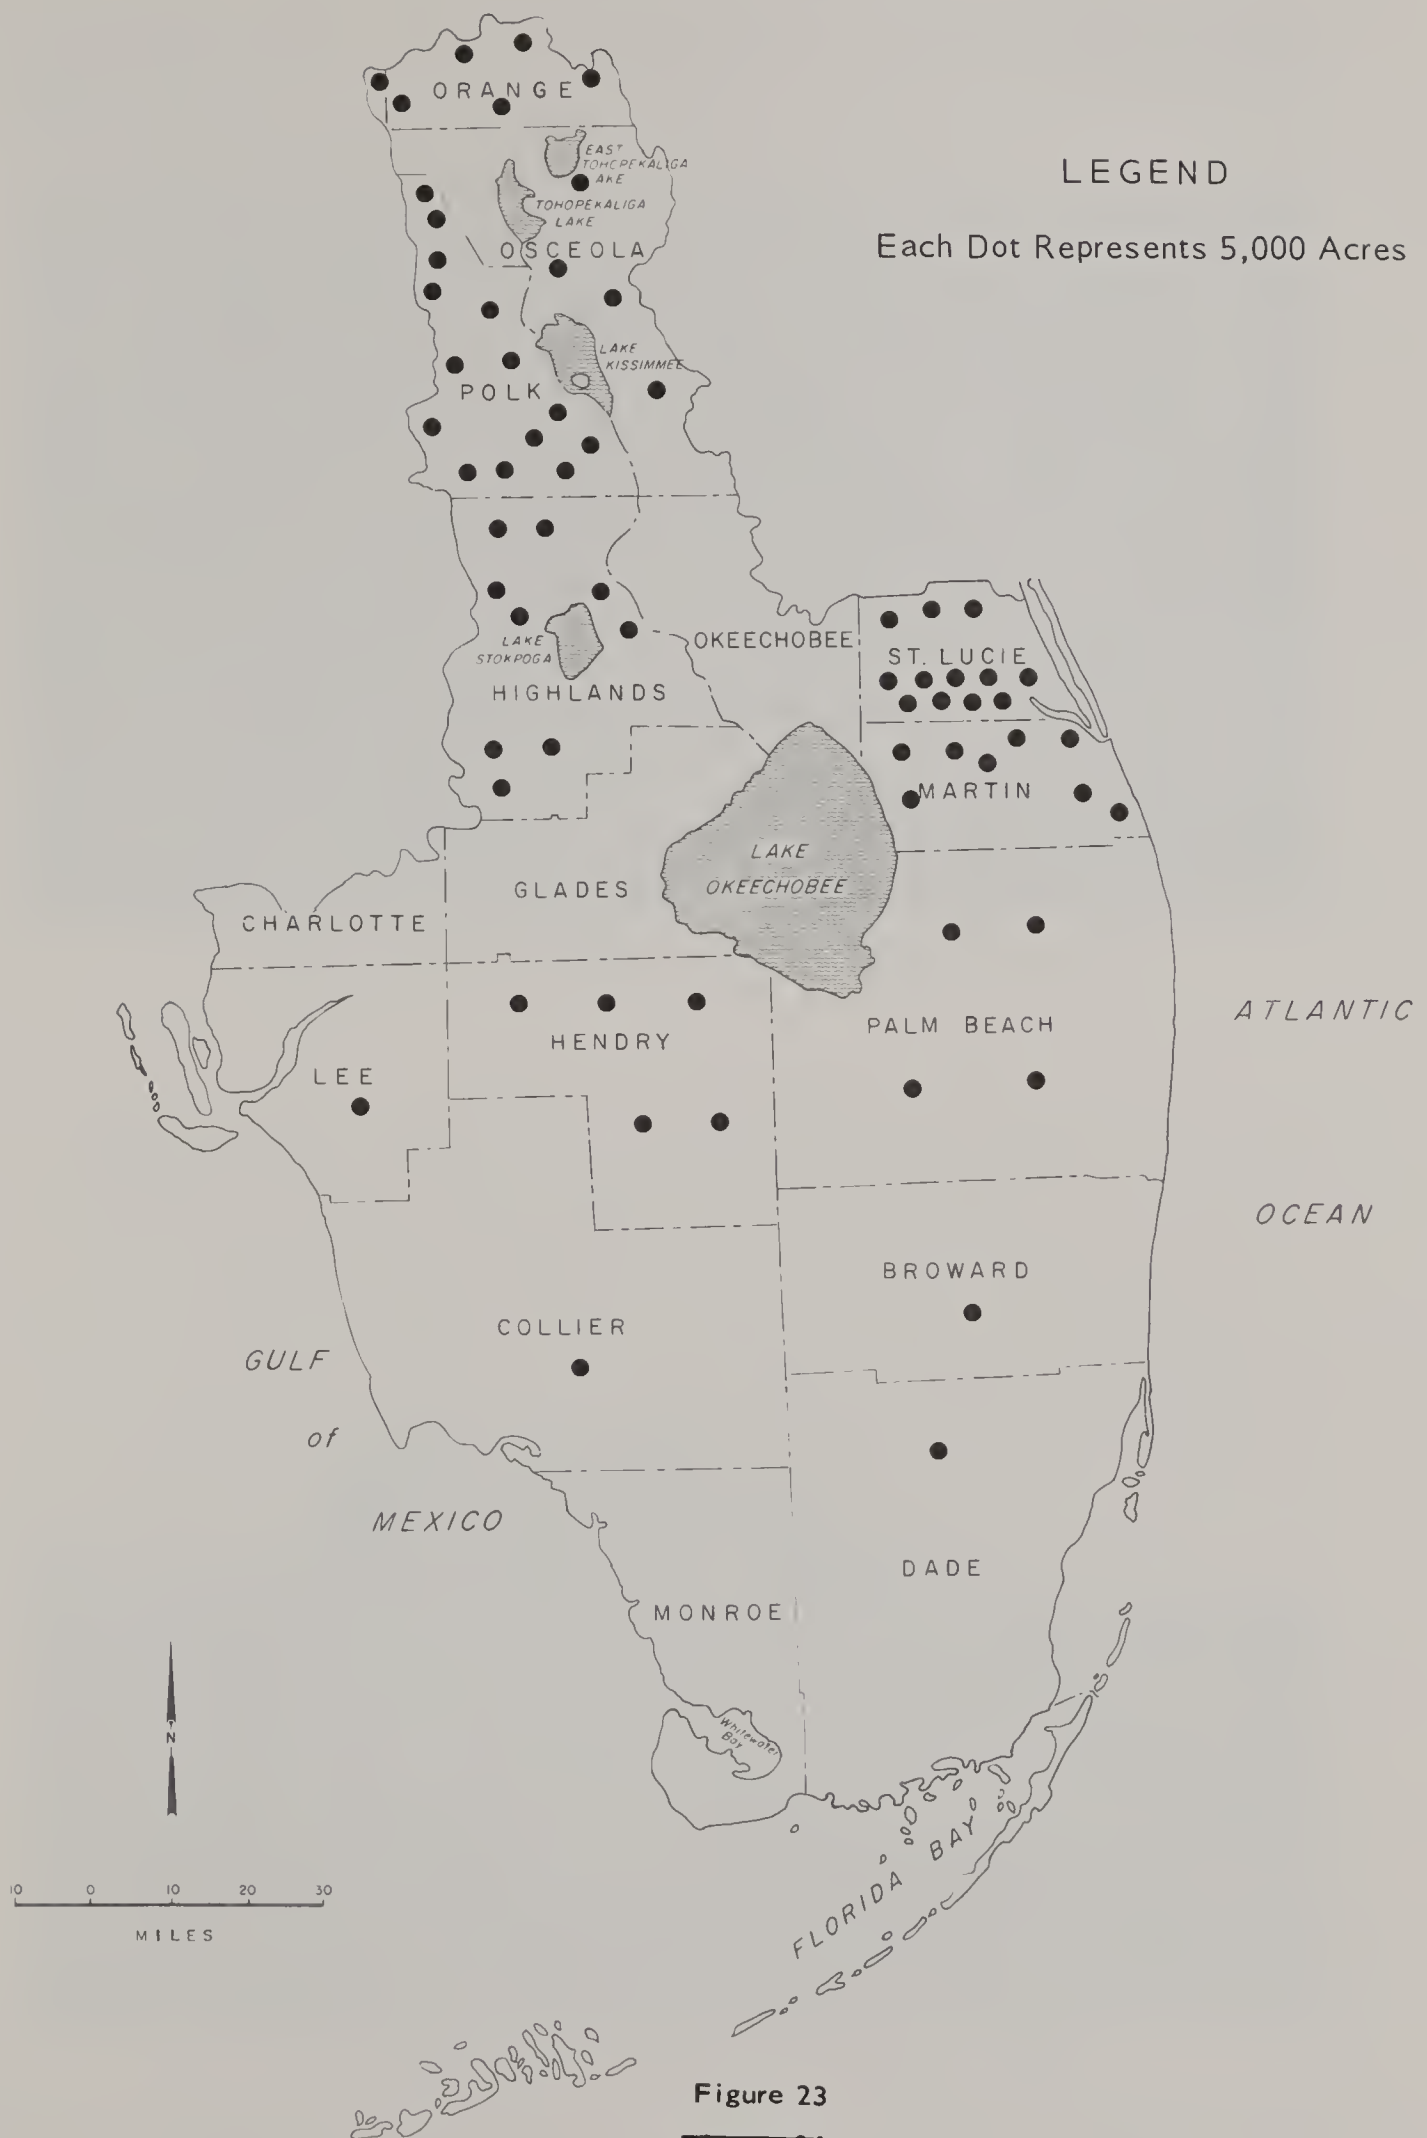 ORANGE
EAST
TOHOPEKALIGA
AKE
TOHOPEKALIGA
LAKE
OSCEOLA
LEGEND
Each Dot Represents 5,000 Acres
LAKE
KISSIMMEE
POLK
LAKE
STOKPOGA
HIGHLANDS
OKEECHOBEE
ST. LUCIE
MARTIN
LAKE
OKEECHOBEE
GLADES
CHARLOTTE
HENDRY
LEE
PALM BEACH
ATLANTIC
OCEAN
BROWARD
COLLIER
GULF
of
MEXICO
DADE
MONROE
Whitewater
Bay
N
10 0 10 20 30
MILES
FLORIDA BAY
Figure 23